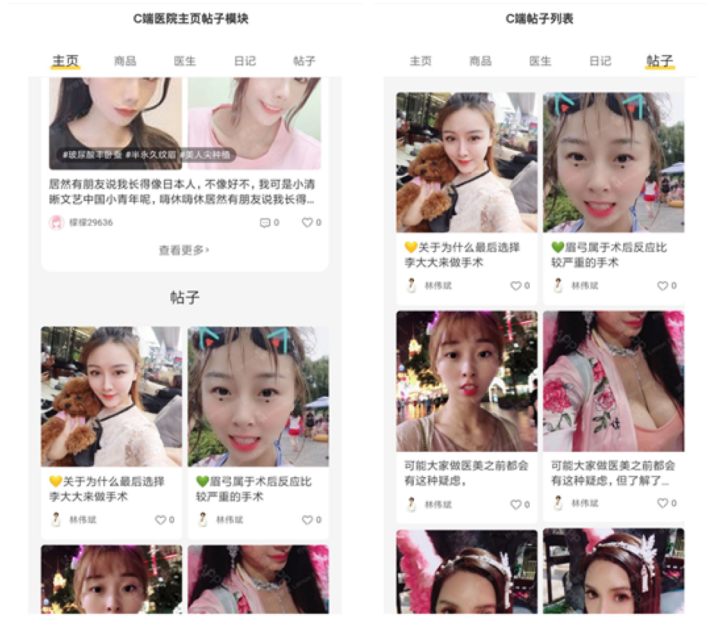 C端医院主页帖子模块
主页 商品 医生 日记 帖子
#玻尿酸丰卧蚕 #半永久纹眉 #美人尖种植
居然有朋友说我长得像日本人，不像好不，我可是小清
晰文艺中国小青年呢，嗨休嗨休居然有朋友说我长得...
檬檬29636 0 0
查看更多>
帖子
💛关于为什么最后选择
李大大来做手术
林伟斌 0
💚眉弓属于术后反应比
较严重的手术
林伟斌 0
C端帖子列表
主页 商品 医生 日记 帖子
💛关于为什么最后选择
李大大来做手术
林伟斌 0
💚眉弓属于术后反应比
较严重的手术
林伟斌 0
可能大家做医美之前都会
有这种疑虑，
林伟斌 0
可能大家做医美之前都会
有这种疑虑，但了解了...
林伟斌 0